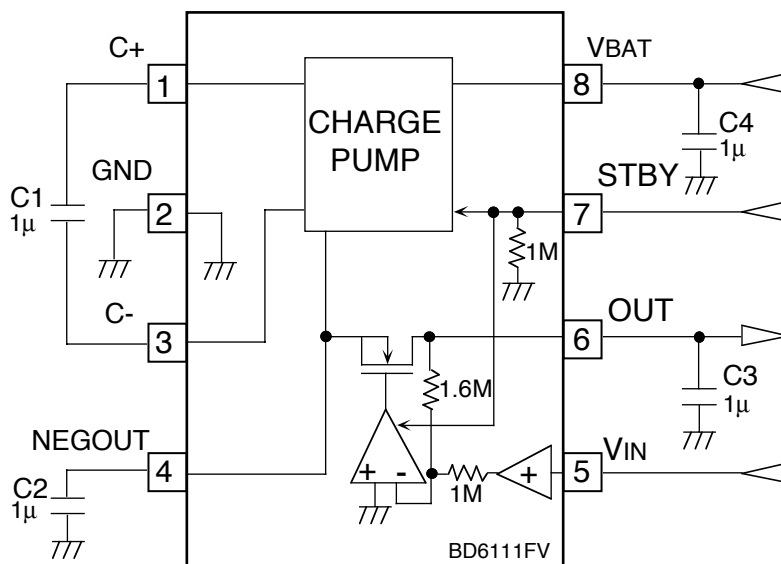 C+
VBAT
1
8
CHARGE
PUMP
C4
1μ
GND
STBY
C1
1μ
2
7
1M
C-
OUT
3
6
1.6M
C3
1μ
NEGOUT
VIN
4
+
-
+
5
1M
C2
1μ
BD6111FV